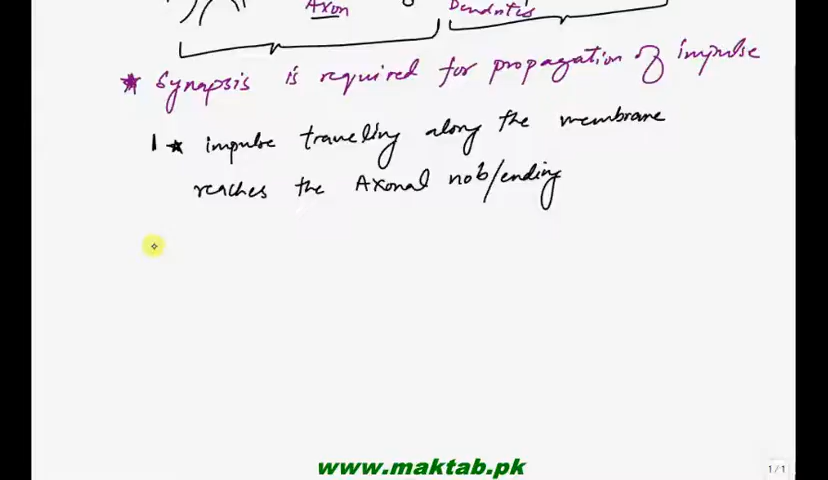 Axon
Dendrites
* Synapsis is required for propagation of impulse
1 * impulse traveling along the membrane
reaches the Axonal nob/ending
www.maktab.pk
1/1